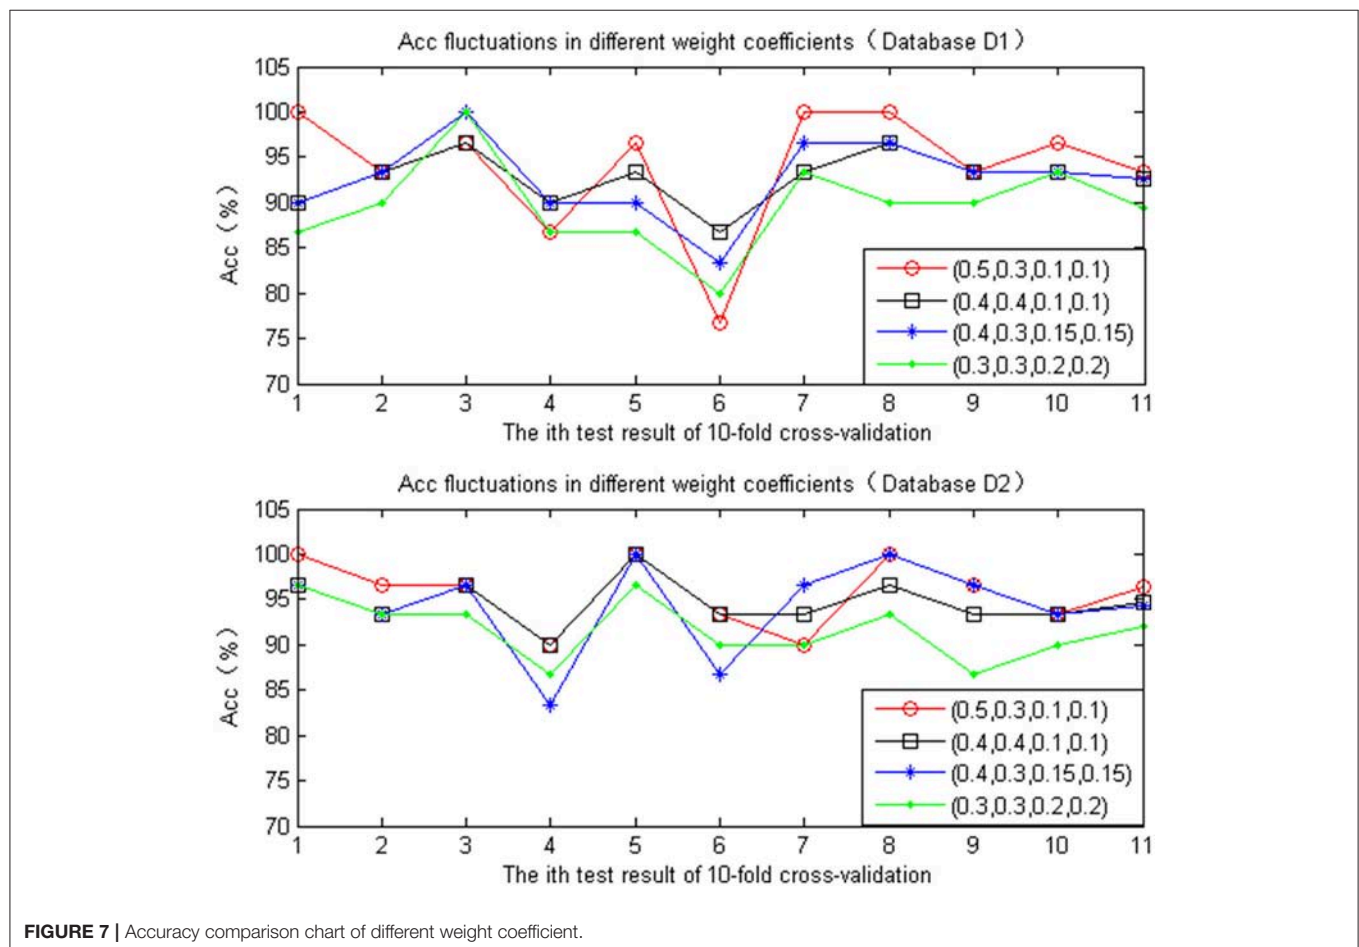 Acc fluctuations in different weight coefficients（Database D1）
105
100
95
90
85
80
75
70
Acc（%）
(0.5,0.3,0.1,0.1)
(0.4,0.4,0.1,0.1)
(0.4,0.3,0.15,0.15)
(0.3,0.3,0.2,0.2)
1 2 3 4 5 6 7 8 9 10 11
The ith test result of 10-fold cross-validation
Acc fluctuations in different weight coefficients（Database D2）
105
100
95
90
85
80
75
70
Acc（%）
(0.5,0.3,0.1,0.1)
(0.4,0.4,0.1,0.1)
(0.4,0.3,0.15,0.15)
(0.3,0.3,0.2,0.2)
1 2 3 4 5 6 7 8 9 10 11
The ith test result of 10-fold cross-validation
FIGURE 7 | Accuracy comparison chart of different weight coefficient.